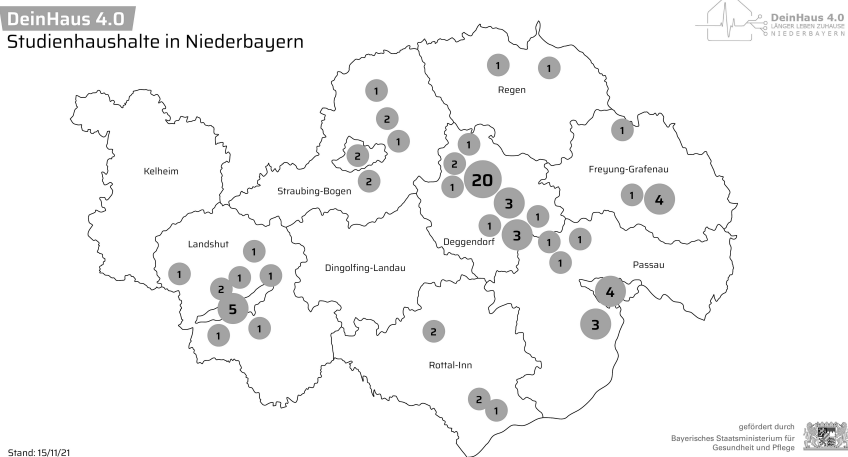 DeinHaus 4.0
Studienhaushalte in Niederbayern
DeinHaus 4.0
LÄNGER LEBEN ZUHAUSE
NIEDERBAYERN
1
1
Regen
1
2
1
2
2
Straubing-Bogen
Kelheim
1
2
1
20
3
1
1
3
Deggendorf
1
Freyung-Grafenau
1
4
1
1
1
Passau
4
3
Landshut
1
1
1
1
2
5
1
1
Dingolfing-Landau
2
Rottal-Inn
2
1
gefördert durch
Bayerisches Staatsministerium für
Gesundheit und Pflege
Stand: 15/11/21